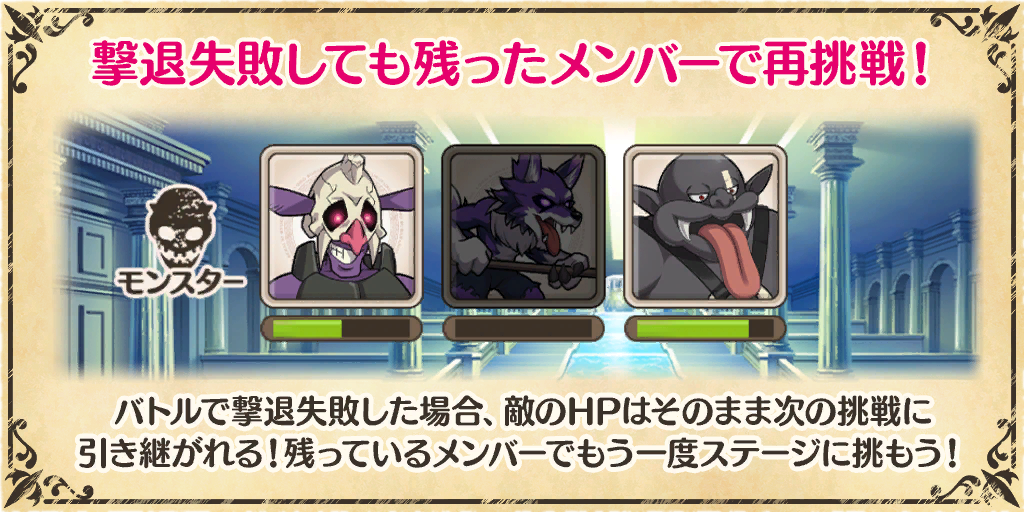 撃退失敗しても残ったメンバーで再挑戦！
モンスター
バトルで撃退失敗した場合、敵のHPはそのまま次の挑戦に
引き継がれる！残っているメンバーでもう一度ステージに挑もう！